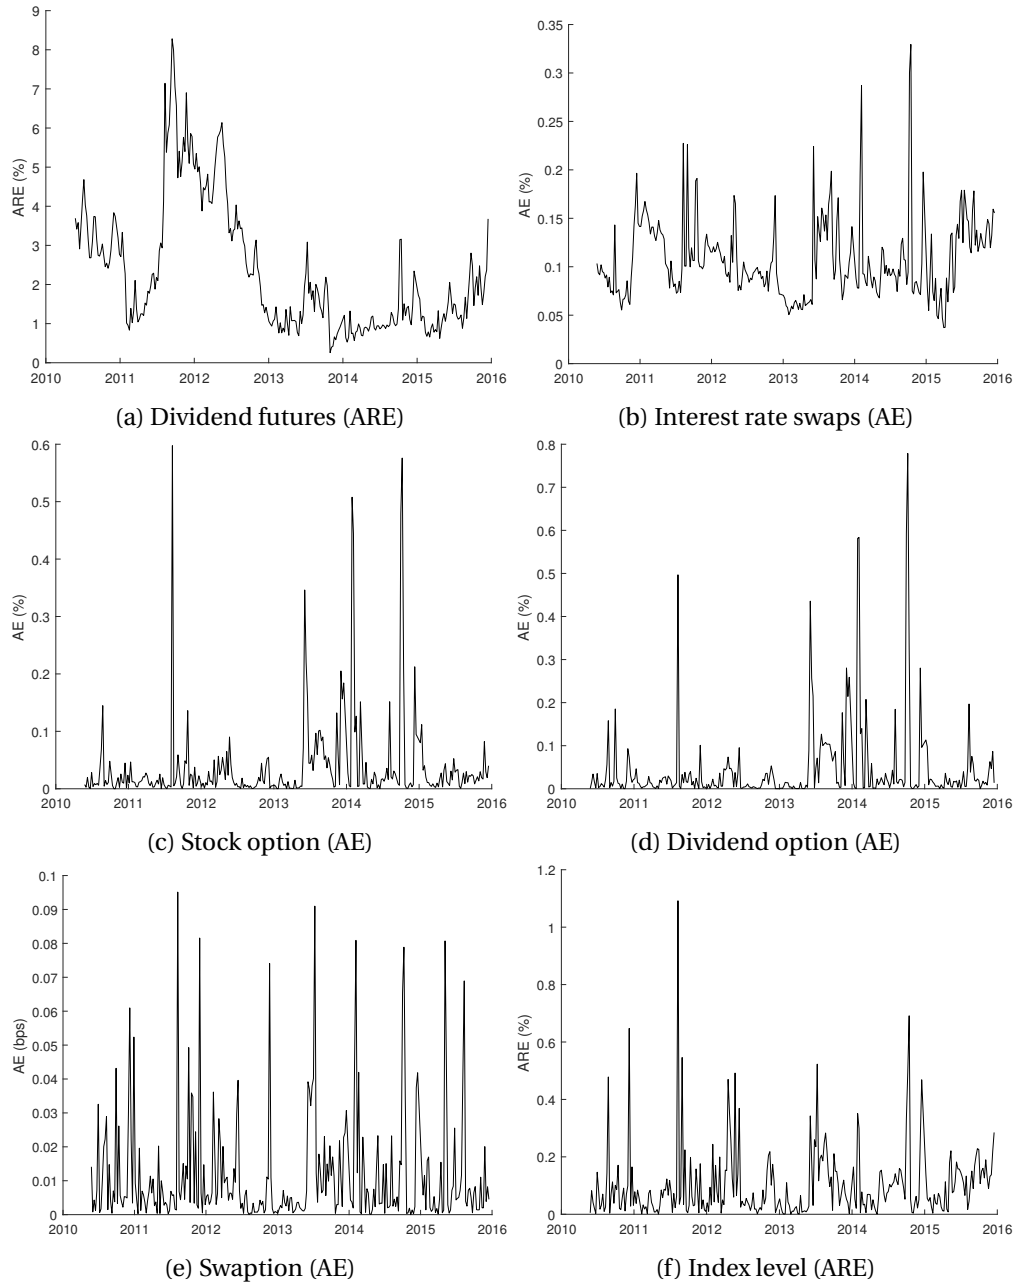 9
8
7
6
5
4
3
2
1
0
ARE (%)
2010 2011 2012 2013 2014 2015 2016
(a) Dividend futures (ARE)
0.35
0.3
0.25
0.2
0.15
0.1
0.05
0
AE (%)
2010 2011 2012 2013 2014 2015 2016
(b) Interest rate swaps (AE)
0.6
0.5
0.4
0.3
0.2
0.1
0
AE (%)
2010 2011 2012 2013 2014 2015 2016
(c) Stock option (AE)
0.8
0.7
0.6
0.5
0.4
0.3
0.2
0.1
0
AE (%)
2010 2011 2012 2013 2014 2015 2016
(d) Dividend option (AE)
0.1
0.09
0.08
0.07
0.06
0.05
0.04
0.03
0.02
0.01
0
AE (bps)
2010 2011 2012 2013 2014 2015 2016
(e) Swaption (AE)
1.2
1
0.8
0.6
0.4
0.2
0
ARE (%)
2010 2011 2012 2013 2014 2015 2016
(f) Index level (ARE)